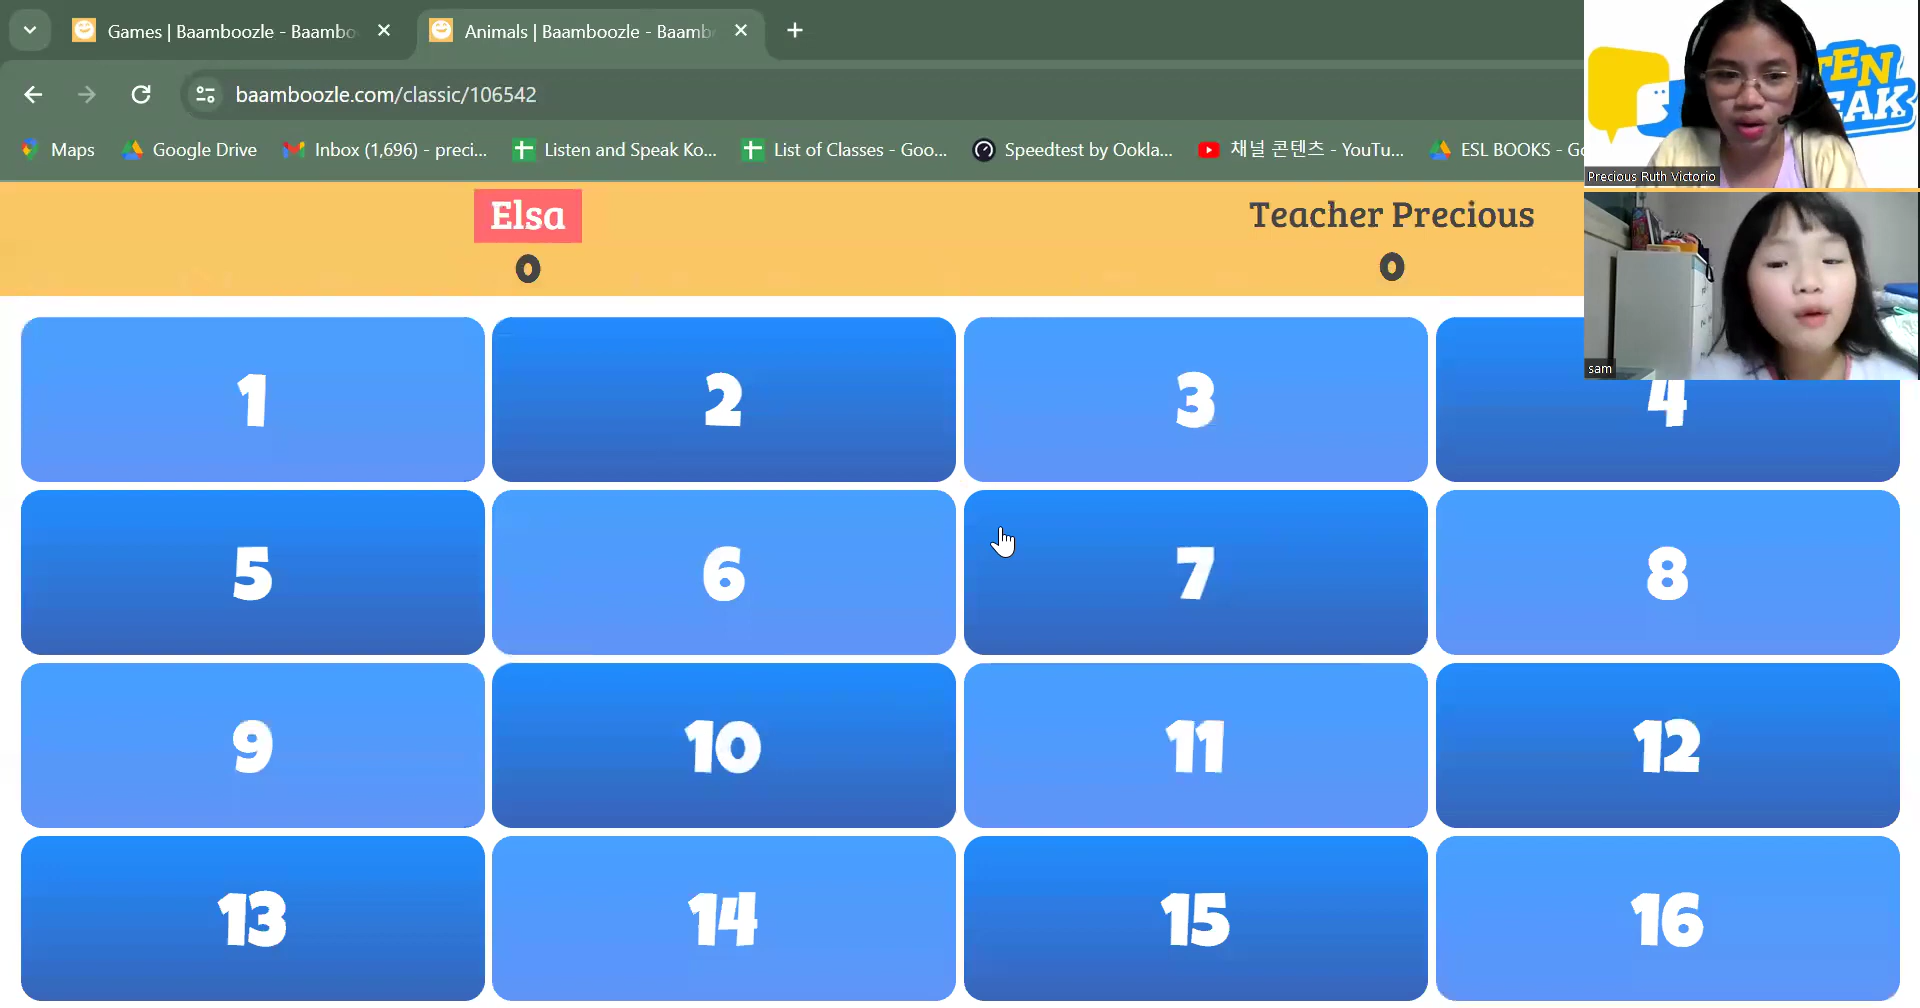 Games | Baamboozle - Baambo
Animals | Baamboozle - Baamb
baamboozle.com/classic/106542
Maps
Google Drive
Inbox (1,696) - preci...
Listen and Speak Ko...
List of Classes - Goo...
Speedtest by Ookla...
채널 콘텐츠 - YouTu...
ESL BOOKS - Go
TEN
EAK
Precious Ruth Victorio
sam
Elsa
0
Teacher Precious
0
1
2
3
4
5
6
7
8
9
10
11
12
13
14
15
16